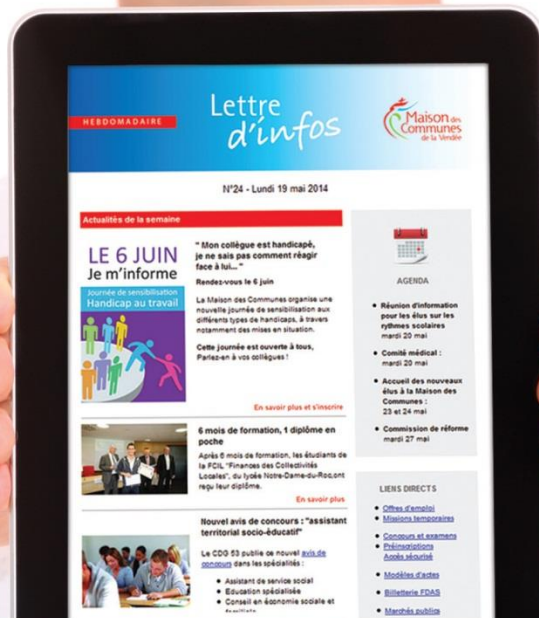 HEBDOMADAIRE
Lettre
d'infos
Maison des
Communes
de la Vendée
N°24 - Lundi 19 mai 2014
Actualités de la semaine
LE 6 JUIN
Je m'informe
Journée de sensibilisation
Handicap au travail
" Mon collègue est handicapé,
je ne sais pas comment réagir
face à lui... "
Rendez-vous le 6 juin
La Maison des Communes organise une
nouvelle journée de sensibilisation aux
différents types de handicaps, à travers
notamment des mises en situation.
Cette journée est ouverte à tous,
Parlez-en à vos collègues !
En savoir plus et s'inscrire
6 mois de formation, 1 diplôme en
poche
Après 6 mois de formation, les étudiants de
la FCIL "Finances des Collectivités
Locales", du lycée Notre-Dame-du-Roc,ont
reçu leur diplôme.
En savoir plus
Nouvel avis de concours : "assistant
territorial socio-éducatif"
Le CDG 53 publie ce nouvel avis de
concours dans les spécialités :
Assistant de service social
Education spécialisée
Conseil en économie sociale et
familiale
AGENDA
Réunion d'information
pour les élus sur les
rythmes scolaires
mardi 20 mai
Comité médical :
mardi 20 mai
Accueil des nouveaux
élus à la Maison des
Communes :
23 et 24 mai
Commission de réforme
mardi 27 mai
LIENS DIRECTS
Offres d'emploi
Missions temporaires
Concours et examens
Préinscriptions
Accès sécurisé
Modèles d'actes
Billetterie FDAS
Marchés publics